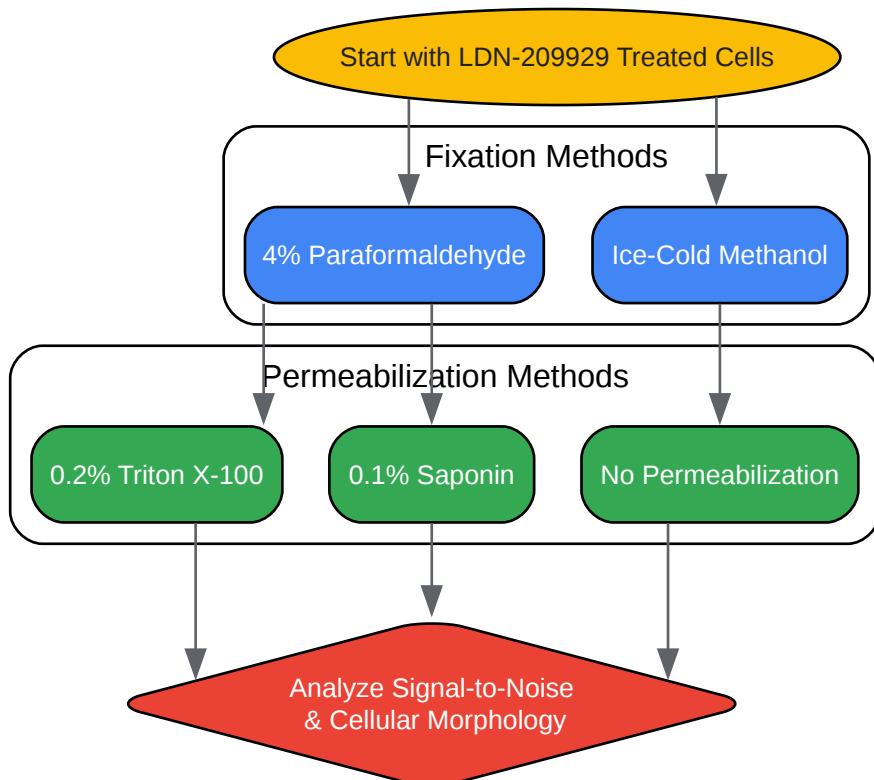 Start with LDN-209929 Treated Cells
Fixation Methods
4% Paraformaldehyde
Ice-Cold Methanol
Permeabilization Methods
0.2% Triton X-100
0.1% Saponin
No Permeabilization
Analyze Signal-to-Noise
& Cellular Morphology